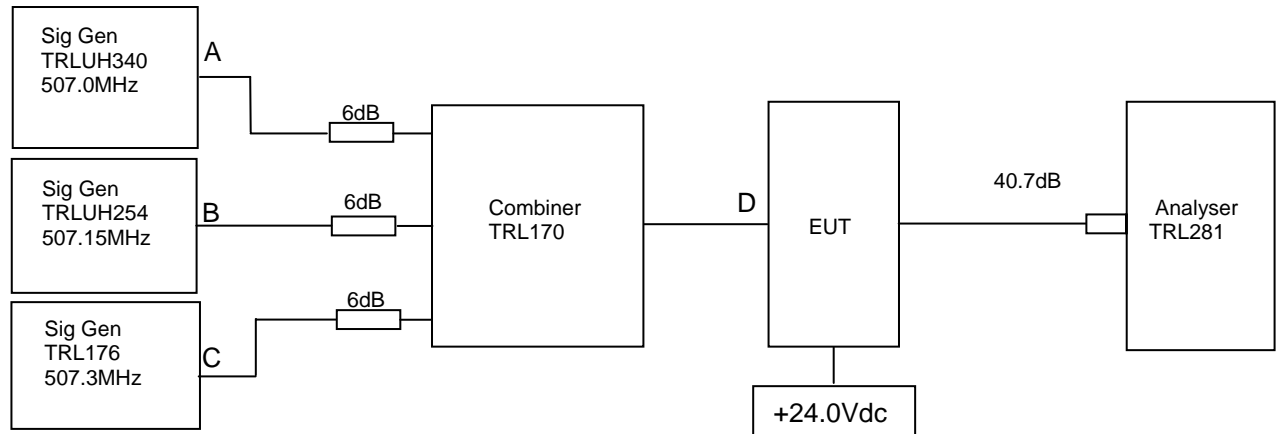 Sig Gen
TRLUH340
507.0MHz
A
6dB
Sig Gen
TRLUH254
507.15MHz
B
6dB
Sig Gen
TRL176
507.3MHz
C
6dB
Combiner
TRL170
D
EUT
+24.0Vdc
40.7dB
Analyser
TRL281